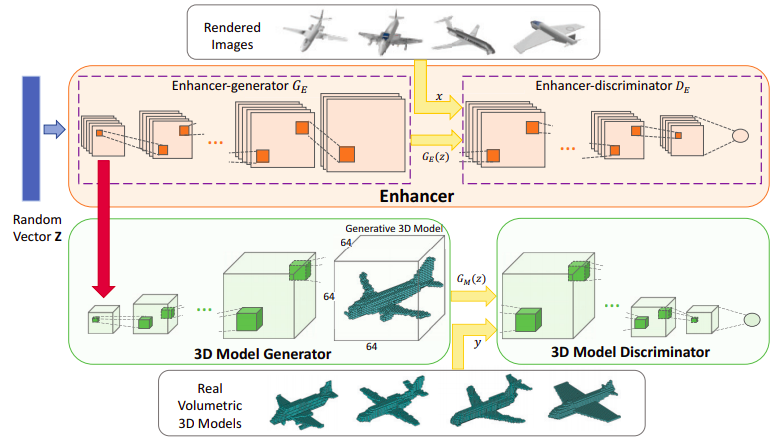 Rendered
Images
Enhancer-generator G_E
Enhancer-discriminator D_E
x
G_E(z)
...
...
Enhancer
Random
Vector Z
Generative 3D Model
64
64
64
G_M(z)
y
...
...
3D Model Generator
3D Model Discriminator
Real
Volumetric
3D Models